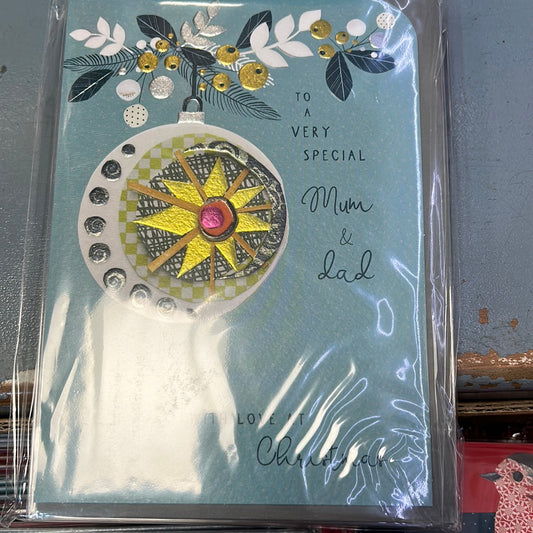 TO
A
VERY
SPECIAL
Mum
&
dad
LOVE AT
Christmas